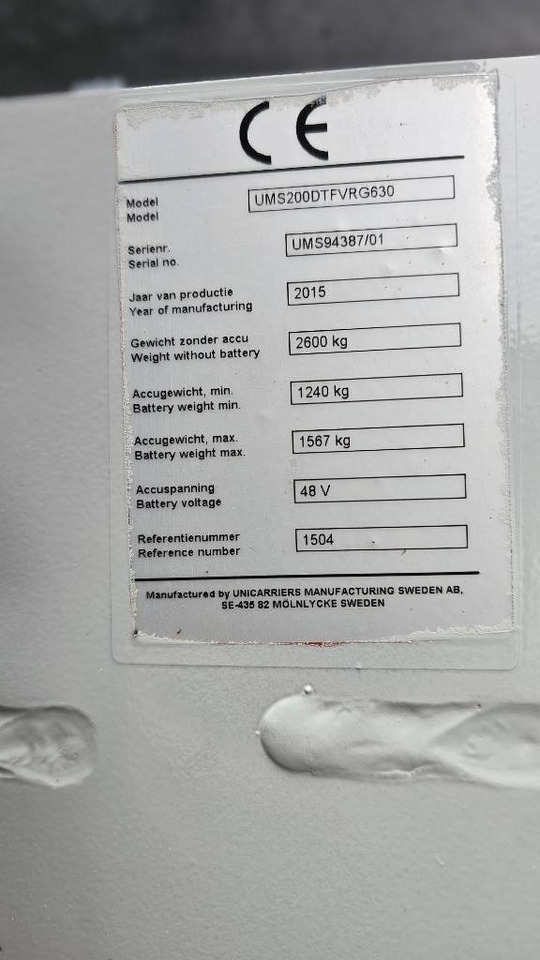 CE
Model UMS200DTFVRG630
Model
Serienr. UMS94387/01
Serial no.
Jaar van productie 2015
Year of manufacturing
Gewicht zonder accu 2600 kg
Weight without battery
Accugewicht, min. 1240 kg
Battery weight min.
Accugewicht, max. 1567 kg
Battery weight max.
Accuspanning 48 V
Battery voltage
Referentienummer 1504
Reference number
Manufactured by UNICARRIERS MANUFACTURING SWEDEN AB,
SE-435 82 MÖLNLYCKE SWEDEN